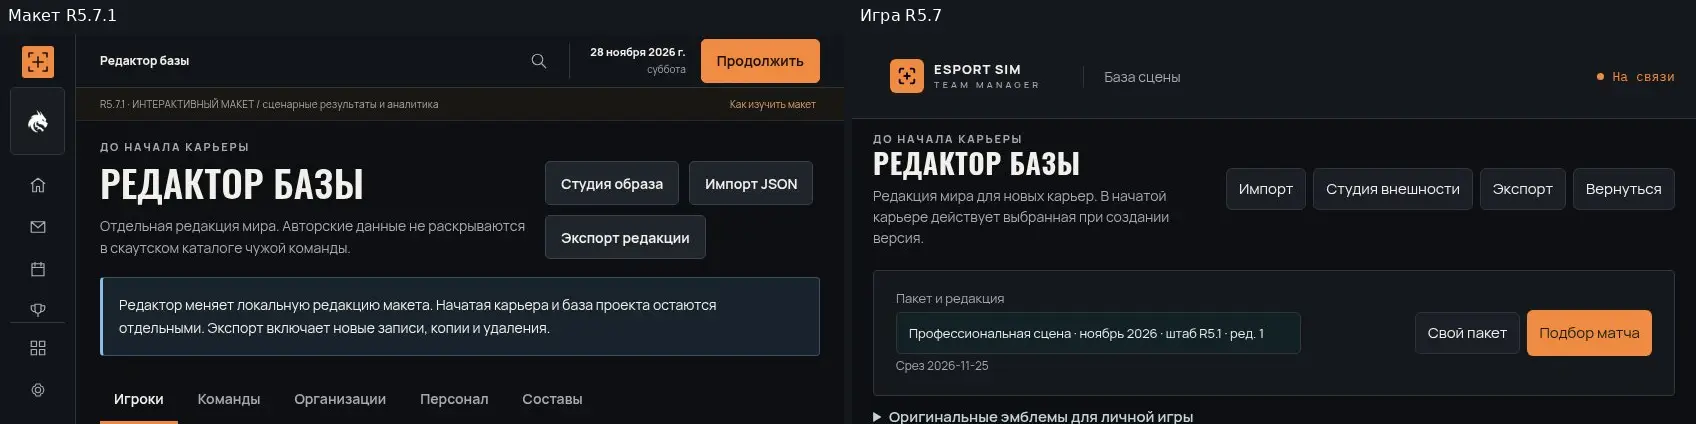 Макет R5.7.1
Редактор базы
28 ноября 2026 г.
суббота
Продолжить
R5.7.1 · ИНТЕРАКТИВНЫЙ МАКЕТ / сценарные результаты и аналитика
Как изучить макет
ДО НАЧАЛА КАРЬЕРЫ
РЕДАКТОР БАЗЫ
Отдельная редакция мира. Авторские данные не раскрываются
в скаутском каталоге чужой команды.
Студия образа
Импорт JSON
Экспорт редакции
Редактор меняет локальную редакцию макета. Начатая карьера и база проекта остаются
отдельными. Экспорт включает новые записи, копии и удаления.
Игроки
Команды
Организации
Персонал
Составы
Игра R5.7
ESPORT SIM
TEAM MANAGER
База сцены
На связи
ДО НАЧАЛА КАРЬЕРЫ
РЕДАКТОР БАЗЫ
Редакция мира для новых карьер. В начатой
карьере действует выбранная при создании
версия.
Импорт
Студия внешности
Экспорт
Вернуться
Пакет и редакция
Профессиональная сцена · ноябрь 2026 · штаб R5.1 · ред. 1
Срез 2026-11-25
Свой пакет
Подбор матча
Оригинальные эмблемы для личной игры